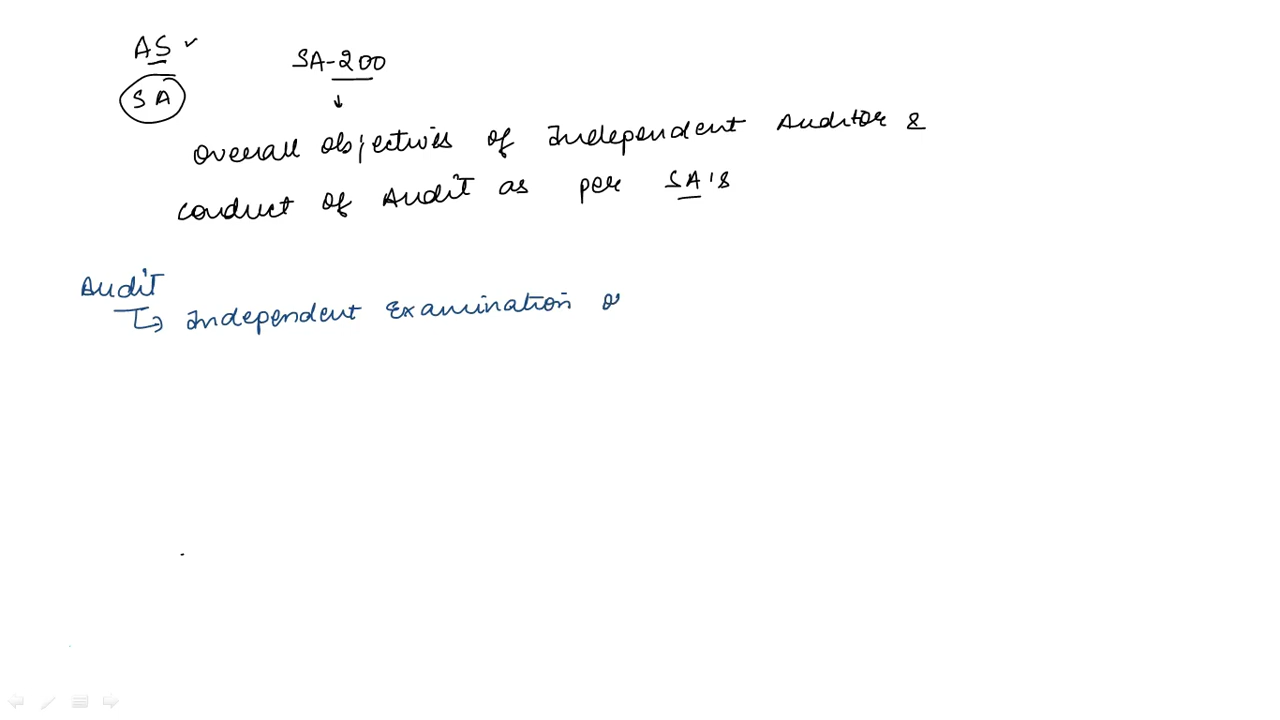 AS ✓
SA-200
SA
↓
overall objectives of Independent Auditor &
conduct of Audit as per SA's
Audit
↳ Independent Examination o